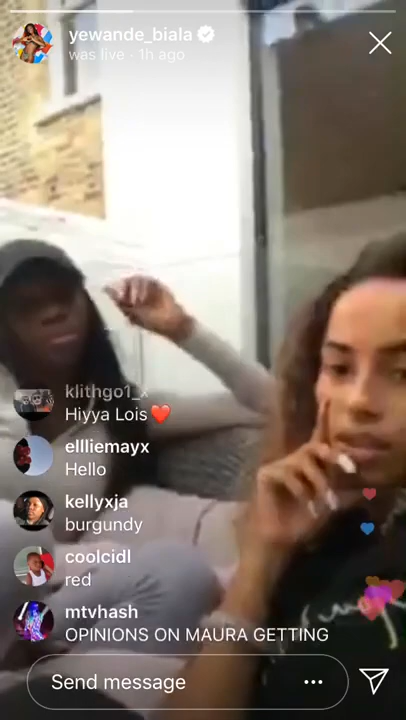 yewande_biala
was live · 1h ago
klithgo1_x
Hiyya Lois❤️
ellliemayx
Hello
kellyxja
burgundy
coolcidl
red
mtvhash
OPINIONS ON MAURA GETTING
Send message